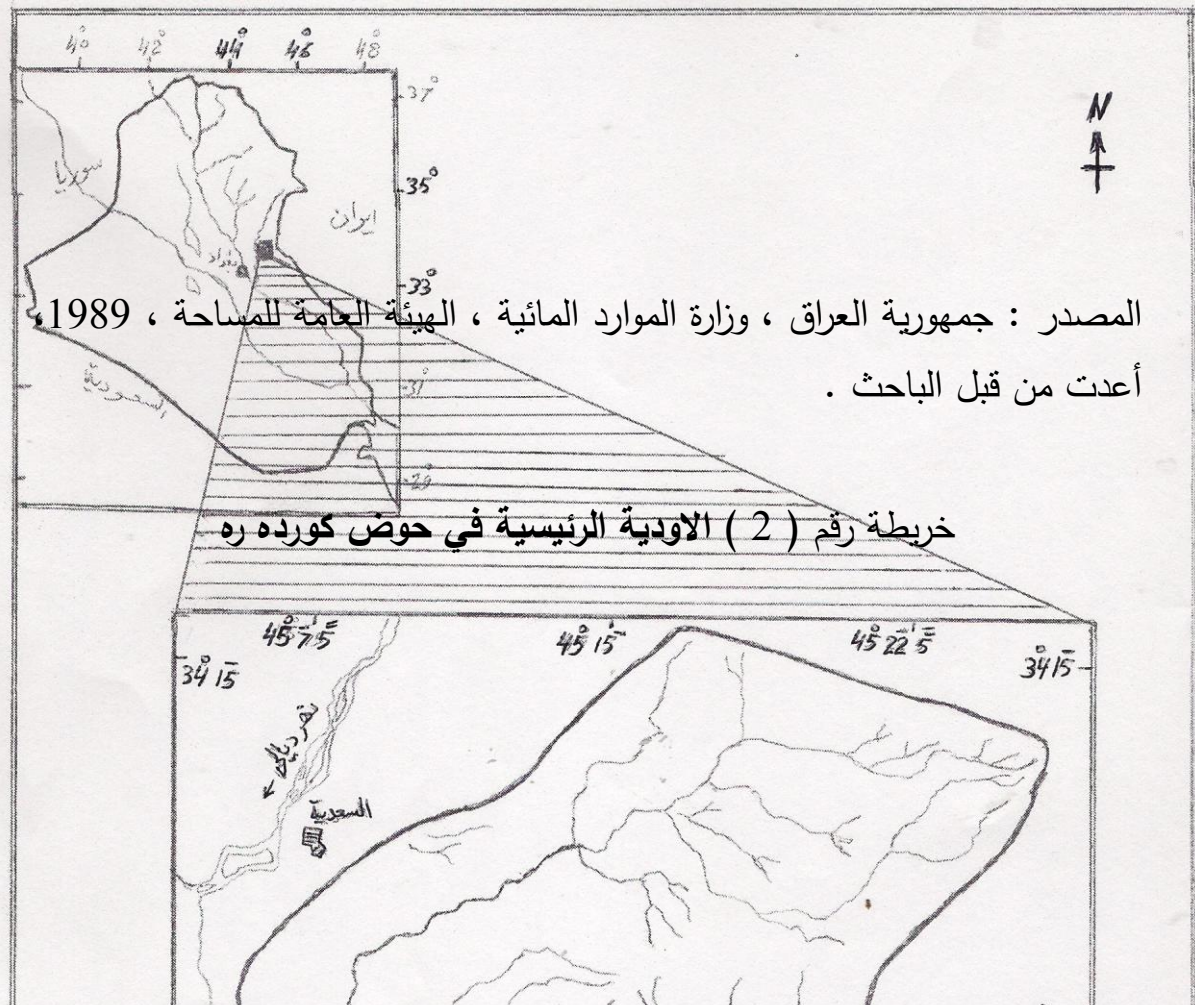 40° 42° 44° 46° 48°
37°
N
سوريا
35°
ايران
بغداد
33°
المصدر : جمهورية العراق ، وزارة الموارد المائية ، الهيئة العامة للمساحة ، 1989،
أعدت من قبل الباحث .
31°
السعودية
29°
خريطة رقم ( 2 ) الاودية الرئيسية في حوض كورده ره
45° 7' 5" 45° 15' 45° 22' 5"
34° 15' 34° 15'
نهر ديالى
السعدية